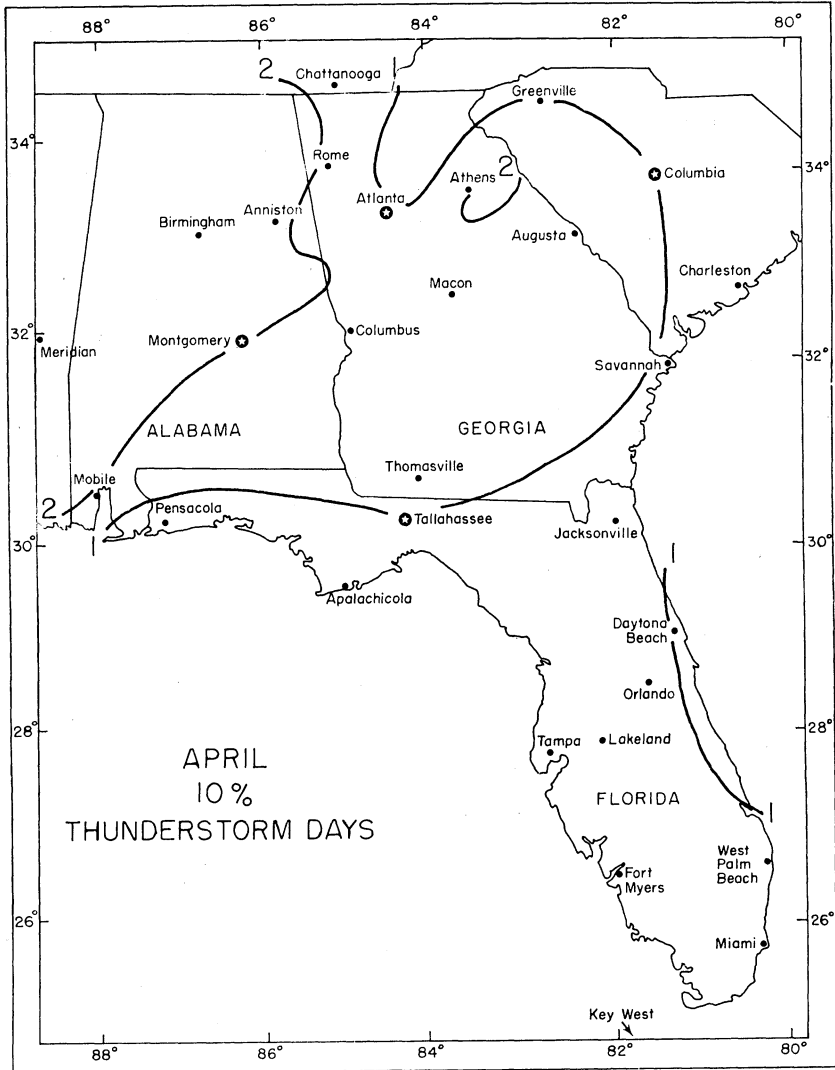 88°
86°
84°
82°
80°
2
Chattanooga
1
Greenville
34°
34°
Rome
Athens
2
Columbia
Atlanta
Anniston
Birmingham
Augusta
Macon
Charleston
32°
Columbus
Montgomery
32°
Meridian
Savannah
ALABAMA
GEORGIA
Thomasville
Mobile
2
Pensacola
Tallahassee
Jacksonville
30°
1
30°
1
Apalachicola
Daytona
Beach
Orlando
28°
Tampa
Lakeland
28°
APRIL
10%
THUNDERSTORM DAYS
FLORIDA
1
West
Palm
Beach
Fort
Myers
26°
26°
Miami
Key West
88°
86°
84°
82°
80°